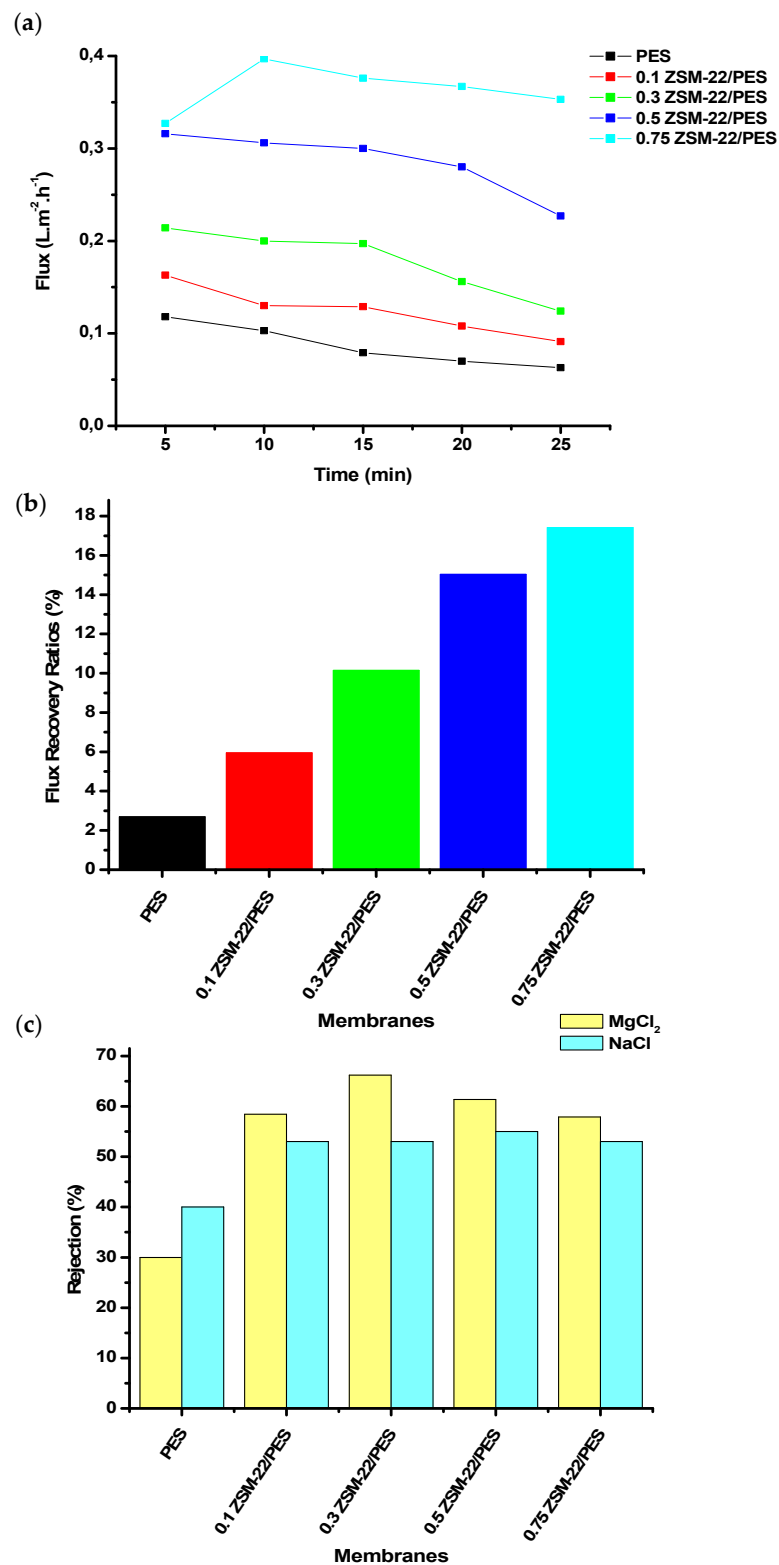 (a)
PES
0.1 ZSM-22/PES
0.3 ZSM-22/PES
0.5 ZSM-22/PES
0.75 ZSM-22/PES
0,4
0,3
0,2
0,1
0,0
Flux (L.m⁻².h⁻¹)
5 10 15 20 25
Time (min)
(b)
18
16
14
12
10
8
6
4
2
0
Flux Recovery Ratios (%)
PES
0.1 ZSM-22/PES
0.3 ZSM-22/PES
0.5 ZSM-22/PES
0.75 ZSM-22/PES
Membranes
(c)
MgCl₂
NaCl
70
60
50
40
30
20
10
0
Rejection (%)
PES
0.1 ZSM-22/PES
0.3 ZSM-22/PES
0.5 ZSM-22/PES
0.75 ZSM-22/PES
Membranes